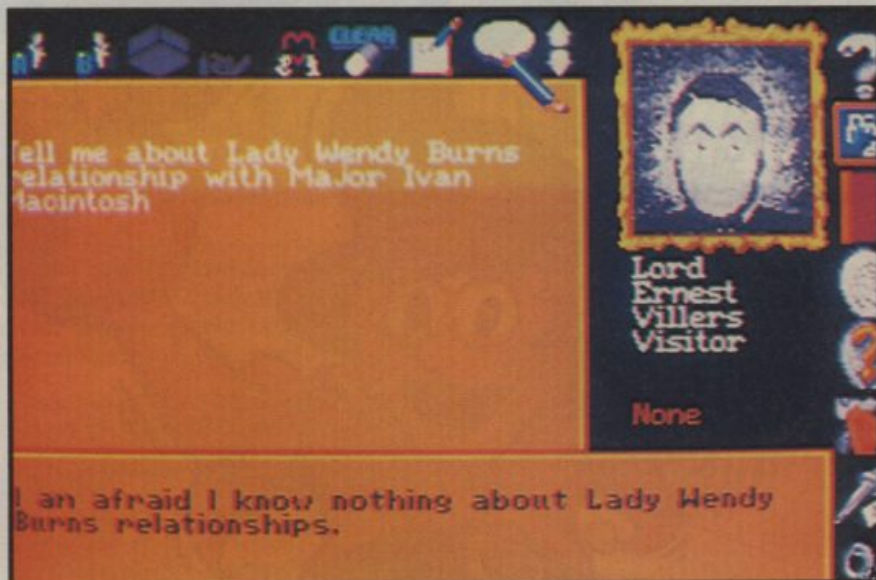 CLEAR
Tell me about Lady Wendy Burns
relationship with Major Ivan
Macintosh
Lord
Ernest
Villers
Visitor
None
I an afraid I know nothing about Lady Wendy
Burns relationships.